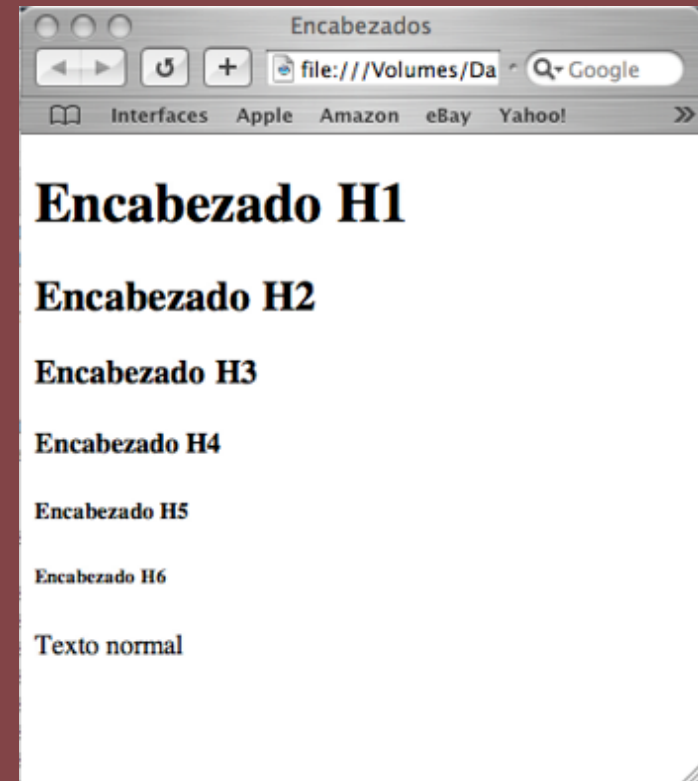 Encabezados
file:///Volumes/Da Google
Interfaces Apple Amazon eBay Yahoo!
Encabezado H1
Encabezado H2
Encabezado H3
Encabezado H4
Encabezado H5
Encabezado H6
Texto normal